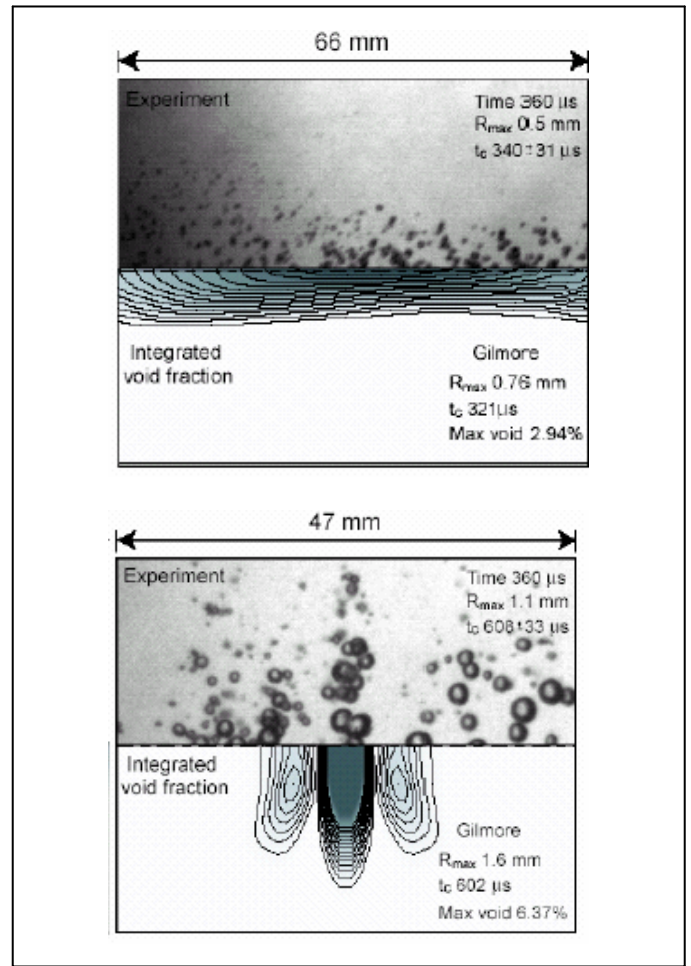 66 mm
Experiment
Time 360 μs
Rmax 0.5 mm
tc 340±31 μs
Integrated
void fraction
Gilmore
Rmax 0.76 mm
tc 321μs
Max void 2.94%
47 mm
Experiment
Time 360 μs
Rmax 1.1 mm
tc 608±33 μs
Integrated
void fraction
Gilmore
Rmax 1.6 mm
tc 602 μs
Max void 6.37%